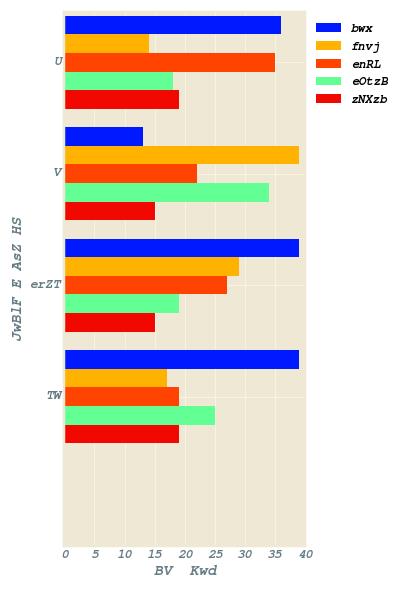 bwx
fnvj
enRL
eOtzB
zNXzb
U
V
erZT
TW
JwBlF E AsZ HS
0 5 10 15 20 25 30 35 40
BV Kwd